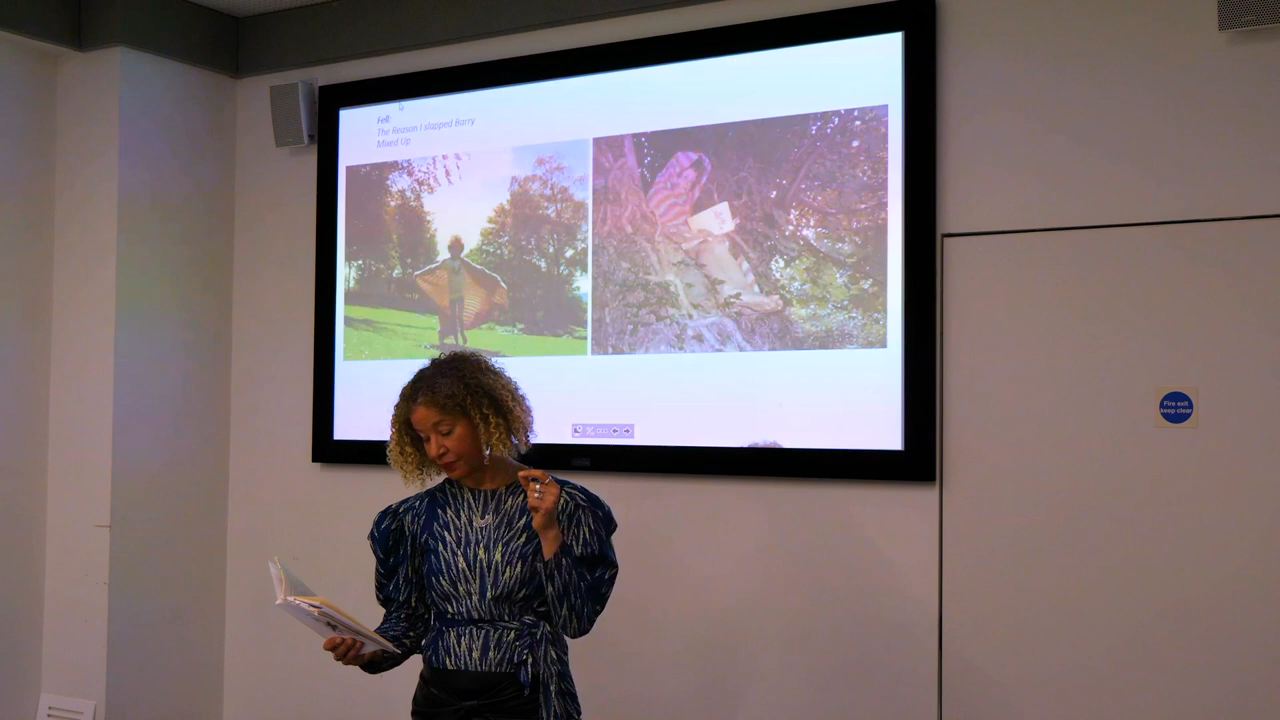 Fell:
The Reason I slapped Barry
Mixed Up
Fire exit
keep clear